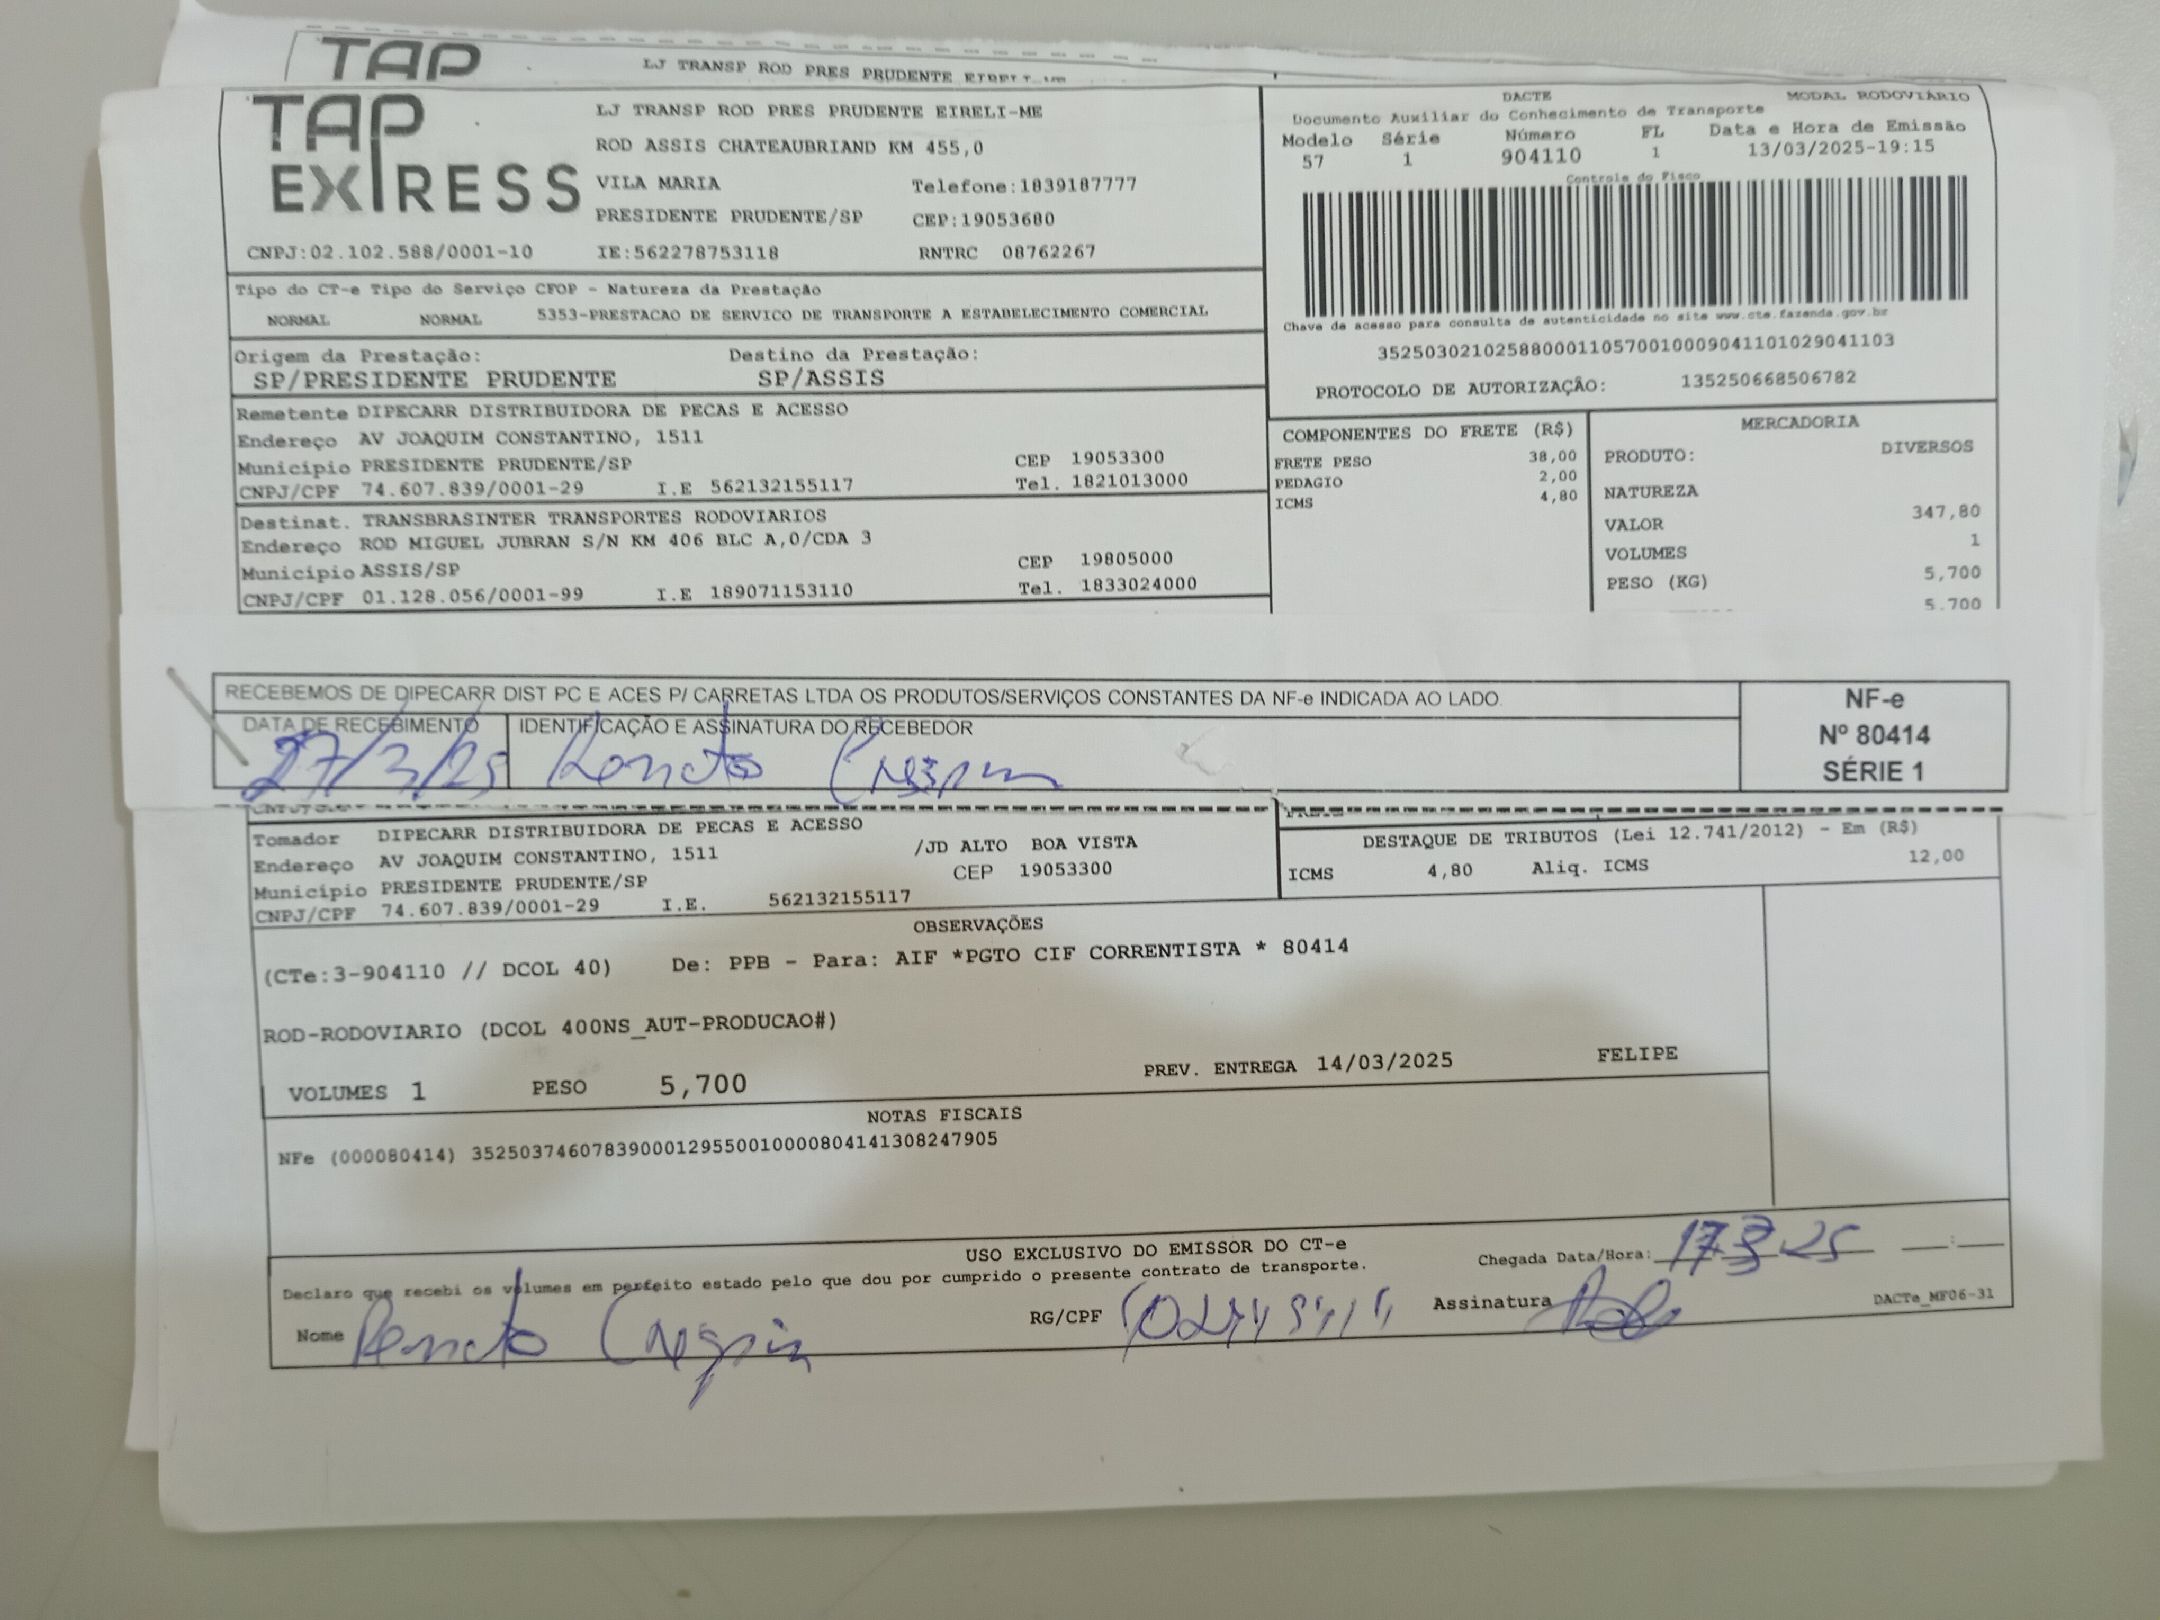 TAP
LJ TRANSP ROD PRES PRUDENTE EIRELI-ME
TAP EXPRESS
LJ TRANSP ROD PRES PRUDENTE EIRELI-ME
ROD ASSIS CHATEAUBRIAND KM 455,0
VILA MARIA Telefone:1839187777
PRESIDENTE PRUDENTE/SP CEP:19053680
CNPJ:02.102.588/0001-10 IE:562278753118 RNTRC 08762267
DACTE MODAL RODOVIÁRIO
Documento Auxiliar do Conhecimento de Transporte
Modelo Série Número FL Data e Hora de Emissão
57 1 904110 1 13/03/2025-19:15
Controle do Fisco
Chave de acesso para consulta de autenticidade no site www.cte.fazenda.gov.br
35250302102588000110570010009041101029041103
PROTOCOLO DE AUTORIZAÇÃO: 135250668506782
Tipo do CT-e Tipo do Serviço CFOP - Natureza da Prestação
NORMAL NORMAL 5353-PRESTACAO DE SERVICO DE TRANSPORTE A ESTABELECIMENTO COMERCIAL
Origem da Prestação: Destino da Prestação:
SP/PRESIDENTE PRUDENTE SP/ASSIS
Remetente DIPECARR DISTRIBUIDORA DE PECAS E ACESSO
Endereço AV JOAQUIM CONSTANTINO, 1511
Município PRESIDENTE PRUDENTE/SP CEP 19053300
CNPJ/CPF 74.607.839/0001-29 I.E 562132155117 Tel. 1821013000
Destinat. TRANSBRASINTER TRANSPORTES RODOVIARIOS
Endereço ROD MIGUEL JUBRAN S/N KM 406 BLC A,0/CDA 3
Município ASSIS/SP CEP 19805000
CNPJ/CPF 01.128.056/0001-99 I.E 189071153110 Tel. 1833024000
COMPONENTES DO FRETE (R$)
FRETE PESO 38,00
PEDAGIO 2,00
ICMS 4,80
MERCADORIA
PRODUTO: DIVERSOS
NATUREZA
VALOR 347,80
VOLUMES 1
PESO (KG) 5,700
5.700
RECEBEMOS DE DIPECARR DIST PC E ACES P/ CARRETAS LTDA OS PRODUTOS/SERVIÇOS CONSTANTES DA NF-e INDICADA AO LADO.
DATA DE RECEBIMENTO IDENTIFICAÇÃO E ASSINATURA DO RECEBEDOR
27/3/25 Renato Crespin
NF-e
Nº 80414
SÉRIE 1
Tomador DIPECARR DISTRIBUIDORA DE PECAS E ACESSO
Endereço AV JOAQUIM CONSTANTINO, 1511 /JD ALTO BOA VISTA
Município PRESIDENTE PRUDENTE/SP CEP 19053300
CNPJ/CPF 74.607.839/0001-29 I.E. 562132155117
DESTAQUE DE TRIBUTOS (Lei 12.741/2012) - Em (R$)
ICMS 4,80 Aliq. ICMS 12,00
OBSERVAÇÕES
(CTe:3-904110 // DCOL 40) De: PPB - Para: AIF *PGTO CIF CORRENTISTA * 80414
ROD-RODOVIARIO (DCOL 400NS_AUT-PRODUCAO#)
VOLUMES 1 PESO 5,700 PREV. ENTREGA 14/03/2025 FELIPE
NOTAS FISCAIS
NFe (000080414) 35250374607839000129550010000804141308247905
USO EXCLUSIVO DO EMISSOR DO CT-e
Declaro que recebi os volumes em perfeito estado pelo que dou por cumprido o presente contrato de transporte.
Chegada Data/Hora: 17 3 25 __:__
Nome Renato Crespin RG/CPF Assinatura
DACTe_MF06-31